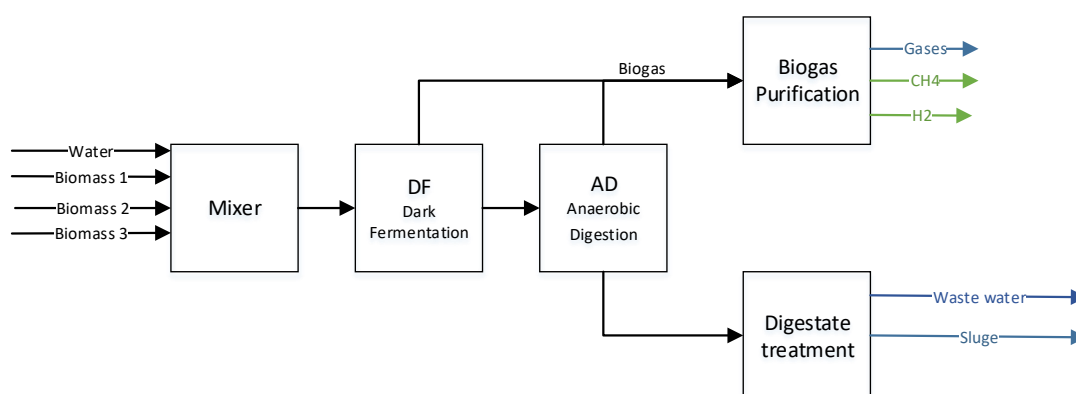 Biogas
Biogas
Purification
Gases
CH4
H2
Water
Biomass 1
Biomass 2
Biomass 3
Mixer
DF
Dark
Fermentation
AD
Anaerobic
Digestion
Digestate
treatment
Waste water
Sluge